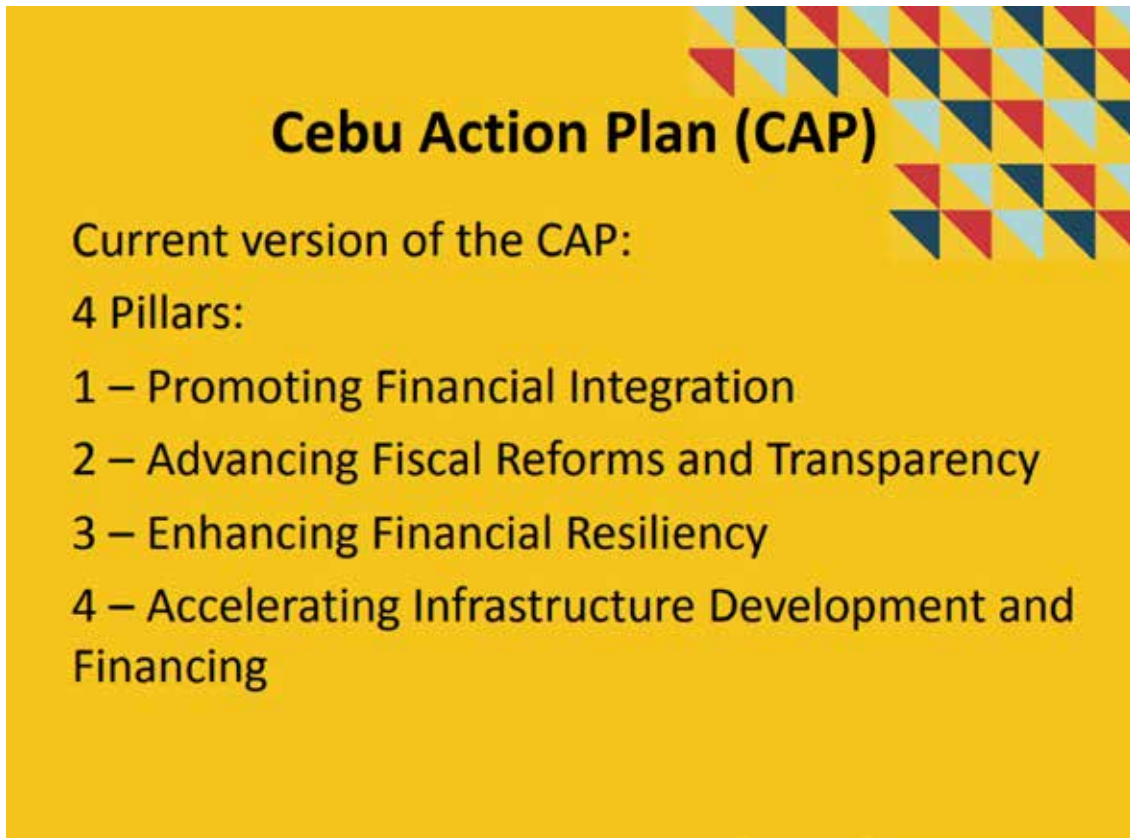 Cebu Action Plan (CAP)
Current version of the CAP:
4 Pillars:
1 – Promoting Financial Integration
2 – Advancing Fiscal Reforms and Transparency
3 – Enhancing Financial Resiliency
4 – Accelerating Infrastructure Development and
Financing